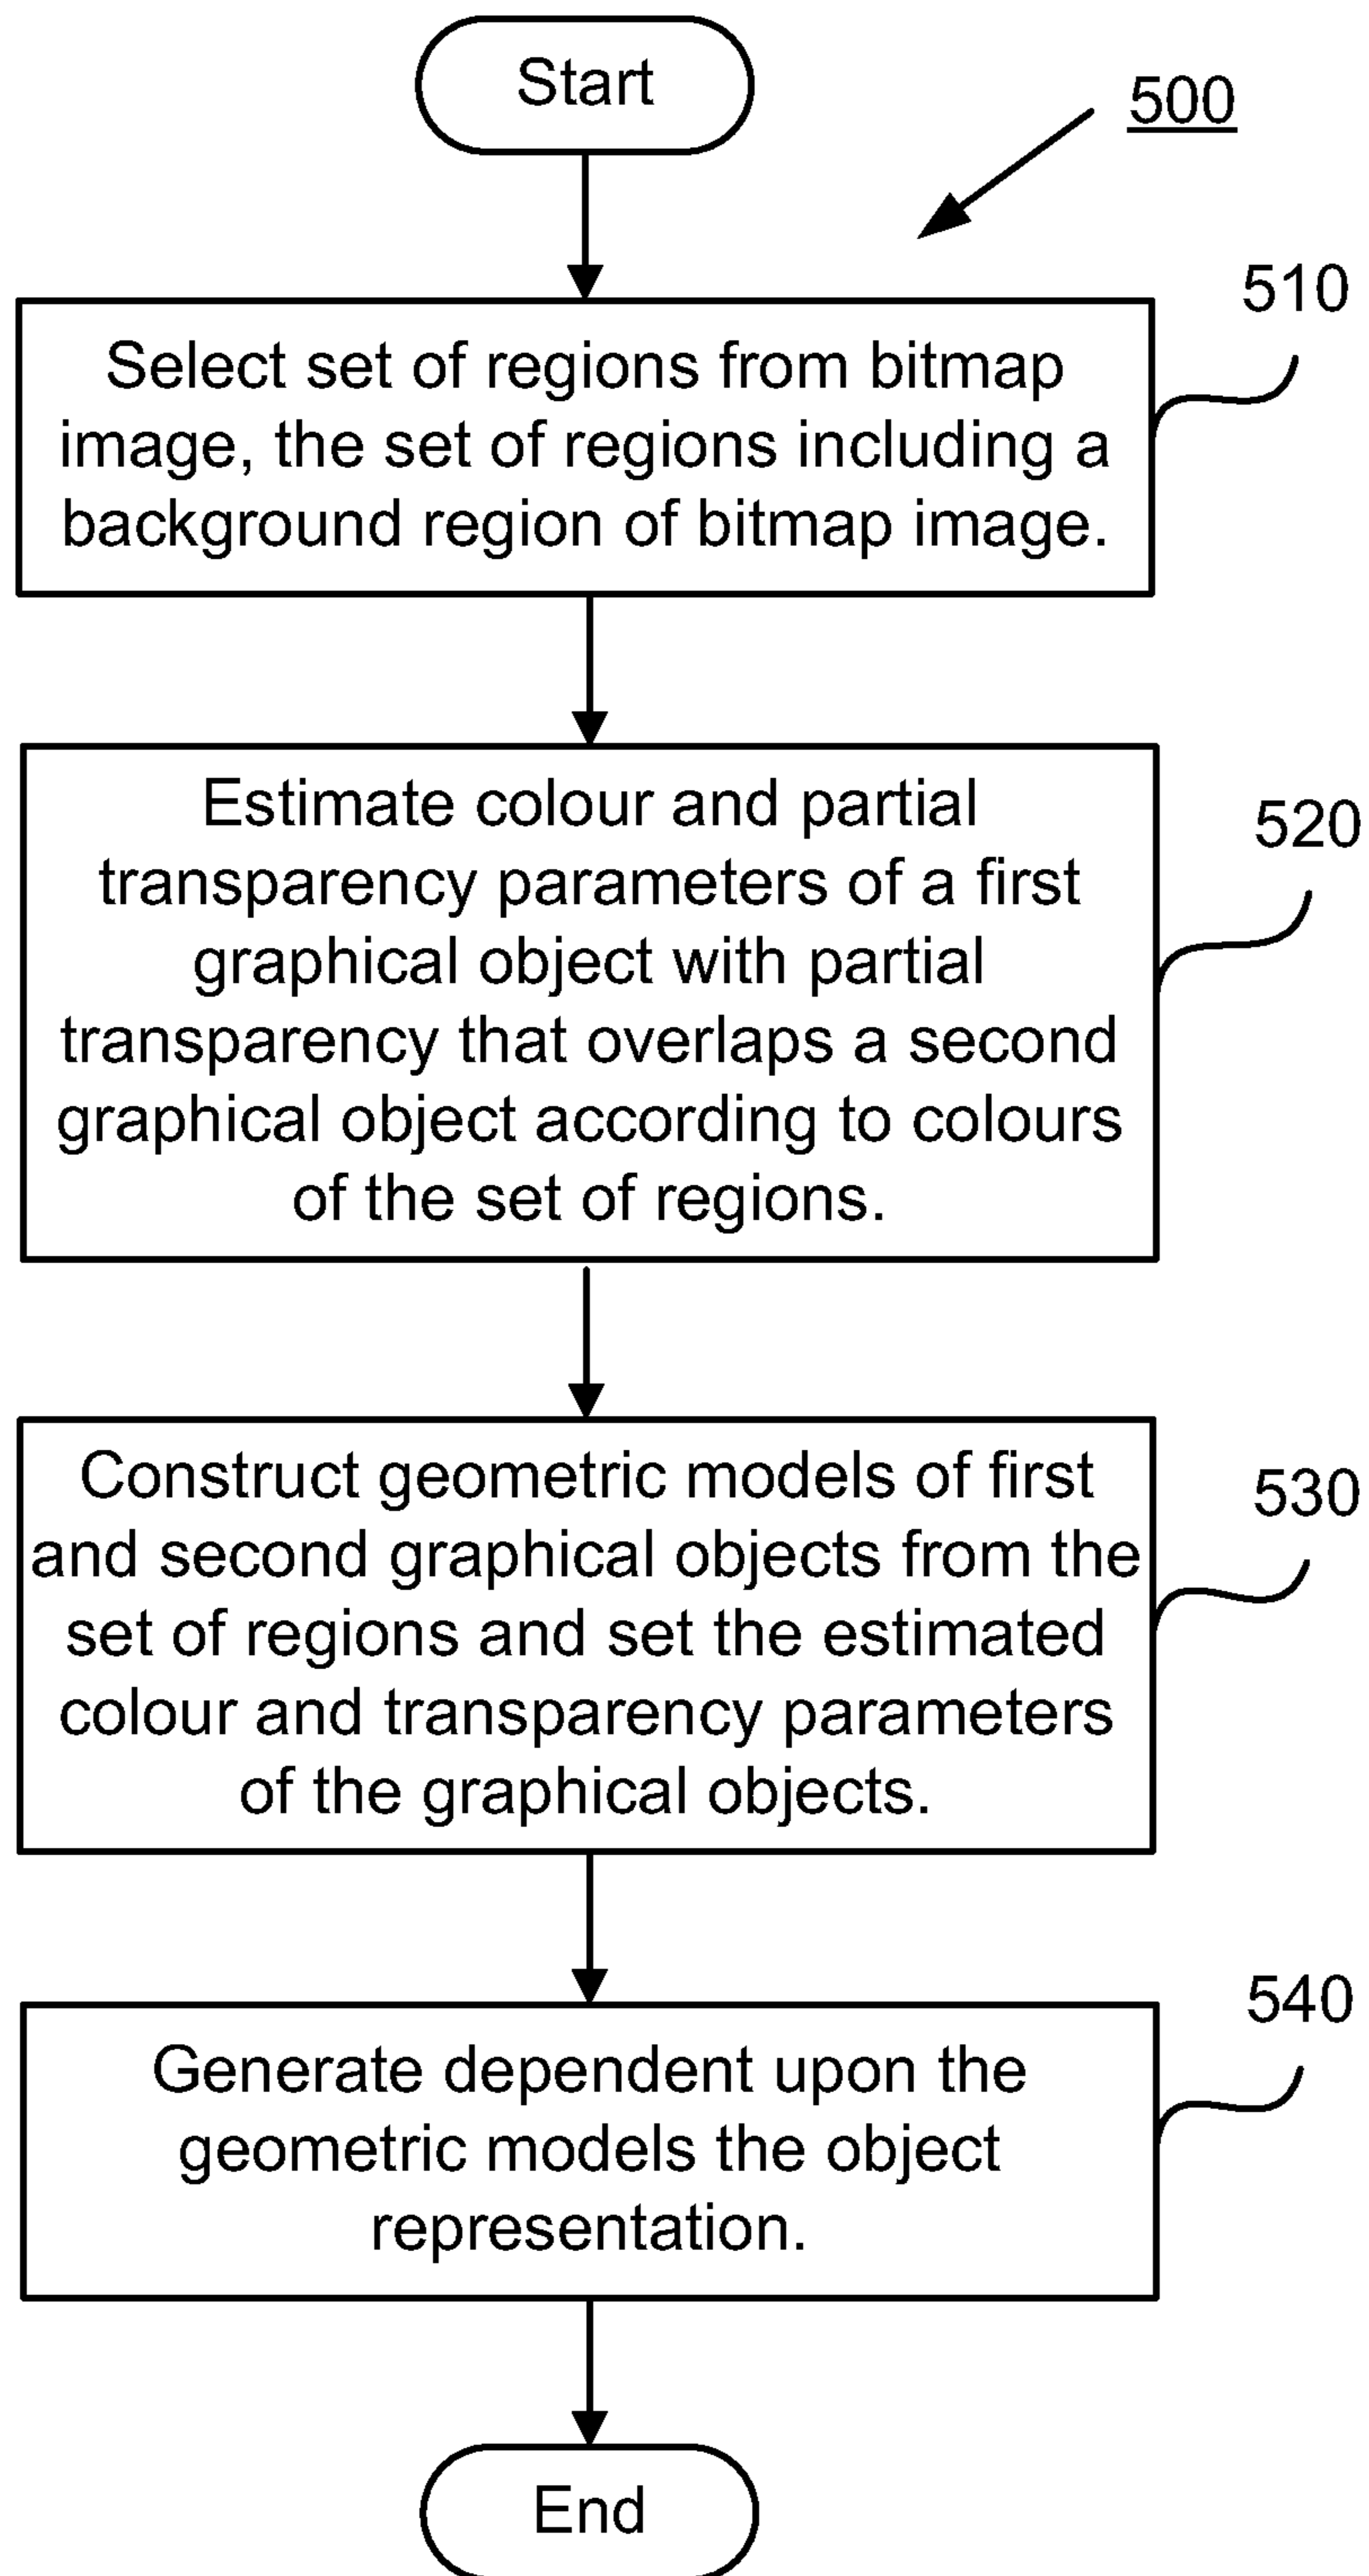 Start
500
510
Select set of regions from bitmap
image, the set of regions including a
background region of bitmap image.
520
Estimate colour and partial
transparency parameters of a first
graphical object with partial
transparency that overlaps a second
graphical object according to colours
of the set of regions.
530
Construct geometric models of first
and second graphical objects from the
set of regions and set the estimated
colour and transparency parameters
of the graphical objects.
540
Generate dependent upon the
geometric models the object
representation.
End